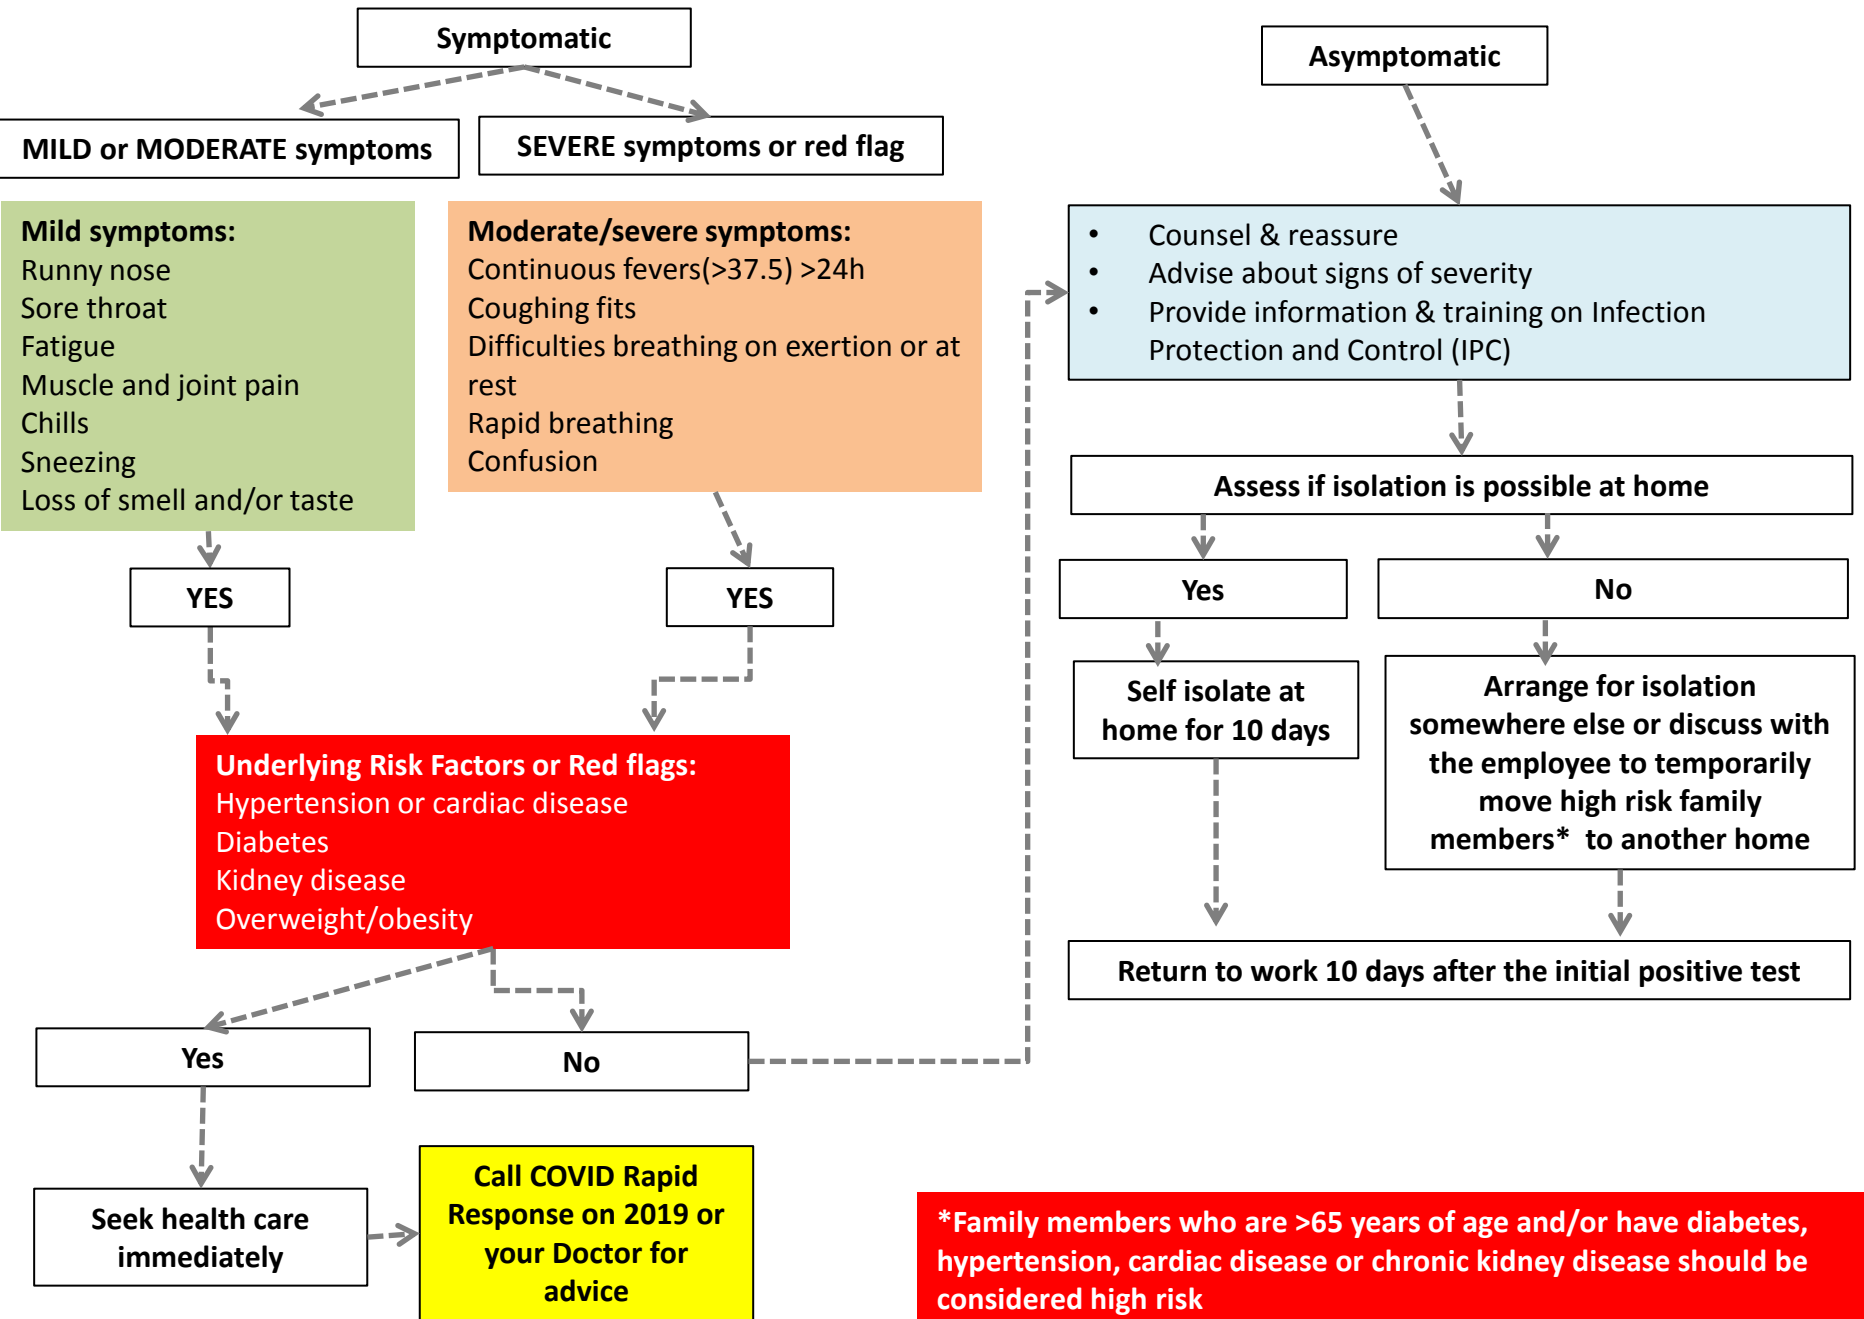 Symptomatic
MILD or MODERATE symptoms
SEVERE symptoms or red flag
Mild symptoms:
Runny nose
Sore throat
Fatigue
Muscle and joint pain
Chills
Sneezing
Loss of smell and/or taste
Moderate/severe symptoms:
Continuous fevers(>37.5) >24h
Coughing fits
Difficulties breathing on exertion or at
rest
Rapid breathing
Confusion
YES
YES
Underlying Risk Factors or Red flags:
Hypertension or cardiac disease
Diabetes
Kidney disease
Overweight/obesity
Yes
No
Seek health care
immediately
Call COVID Rapid
Response on 2019 or
your Doctor for
advice
Asymptomatic
• Counsel & reassure
• Advise about signs of severity
• Provide information & training on Infection
Protection and Control (IPC)
Assess if isolation is possible at home
Yes
No
Self isolate at
home for 10 days
Arrange for isolation
somewhere else or discuss with
the employee to temporarily
move high risk family
members* to another home
Return to work 10 days after the initial positive test
*Family members who are >65 years of age and/or have diabetes,
hypertension, cardiac disease or chronic kidney disease should be
considered high risk